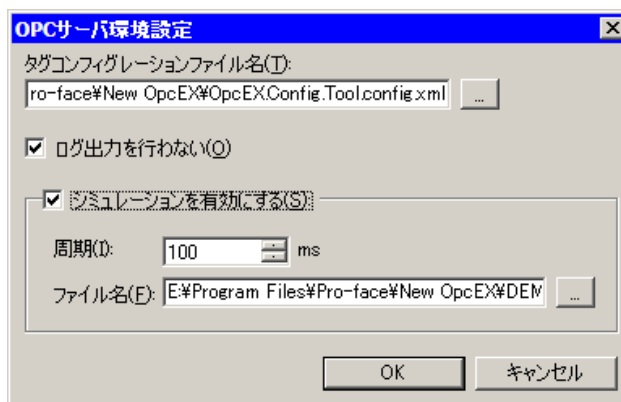 OPCサーバ環境設定
タグコンフィグレーションファイル名(T):
ro-face¥New OpcEX¥OpcEX.Config.Tool.config.xml ...
ログ出力を行わない(O)
シミュレーションを有効にする(S)
周期(I): 100 ms
ファイル名(F): E:¥Program Files¥Pro-face¥New OpcEX¥DEM ...
OK キャンセル